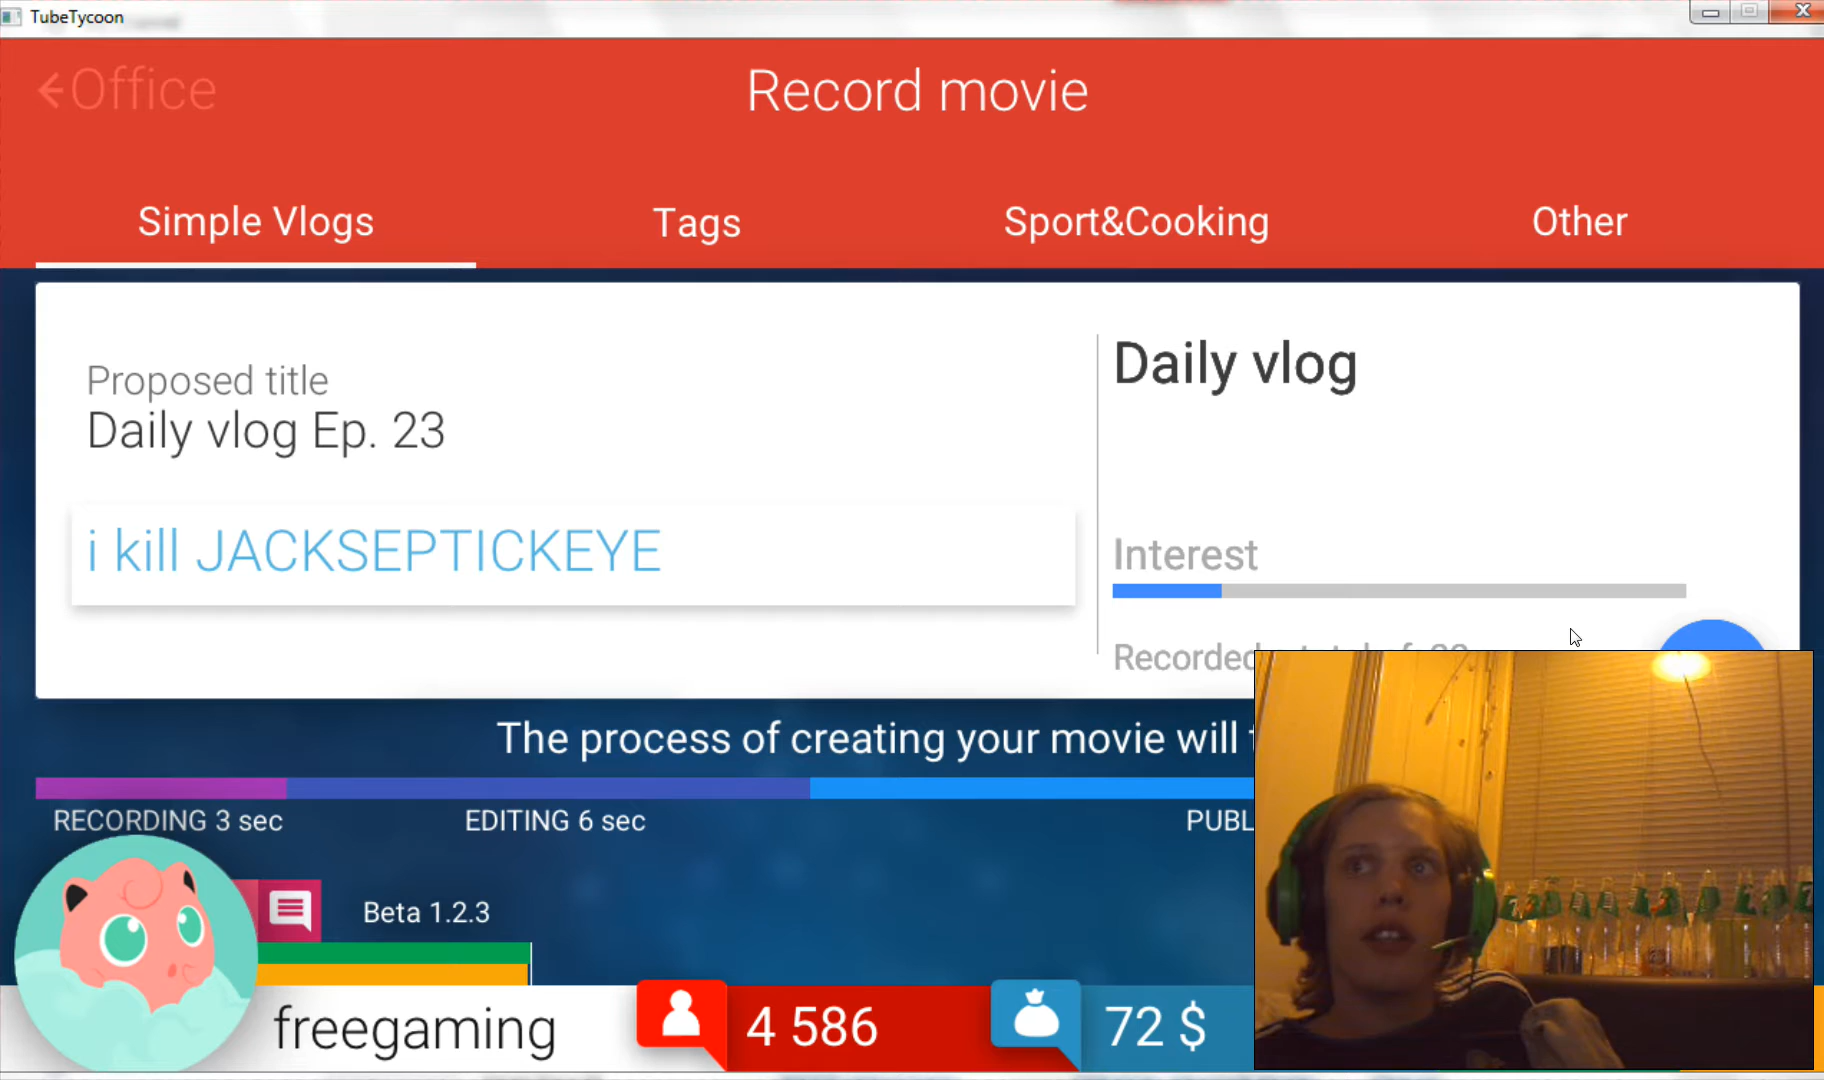 TubeTycoon
Office
Record movie
Simple Vlogs
Tags
Sport&Cooking
Other
Proposed title
Daily vlog Ep. 23
i kill JACKSEPTICKEYE
Daily vlog
Interest
Recorded
The process of creating your movie will
RECORDING 3 sec
EDITING 6 sec
PUBL
Beta 1.2.3
freegaming
4 586
72 $